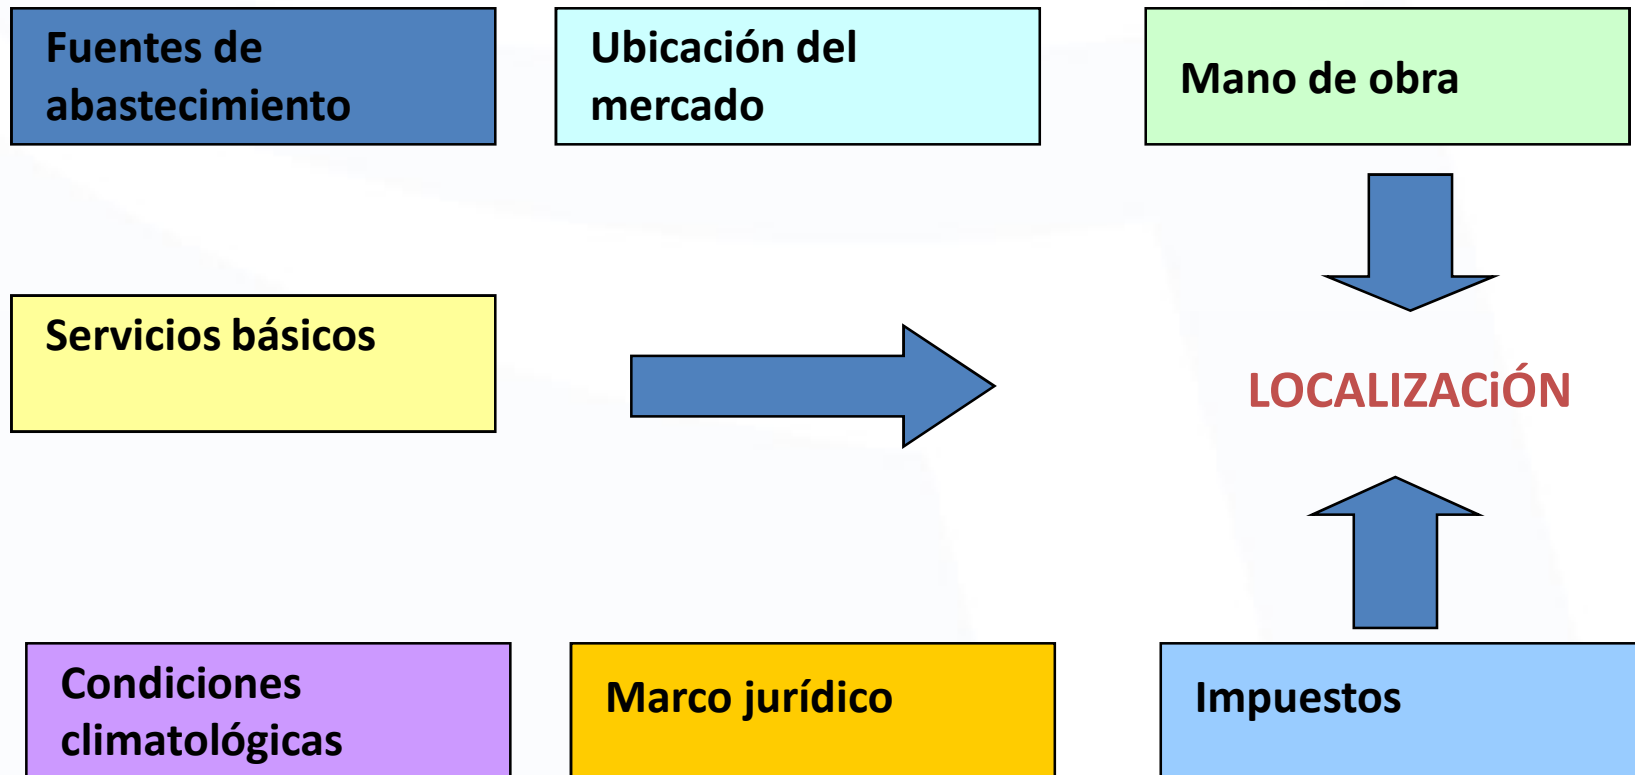 Fuentes de
abastecimiento
Ubicación del
mercado
Mano de obra
Servicios básicos
LOCALIZACiÓN
Condiciones
climatológicas
Marco jurídico
Impuestos